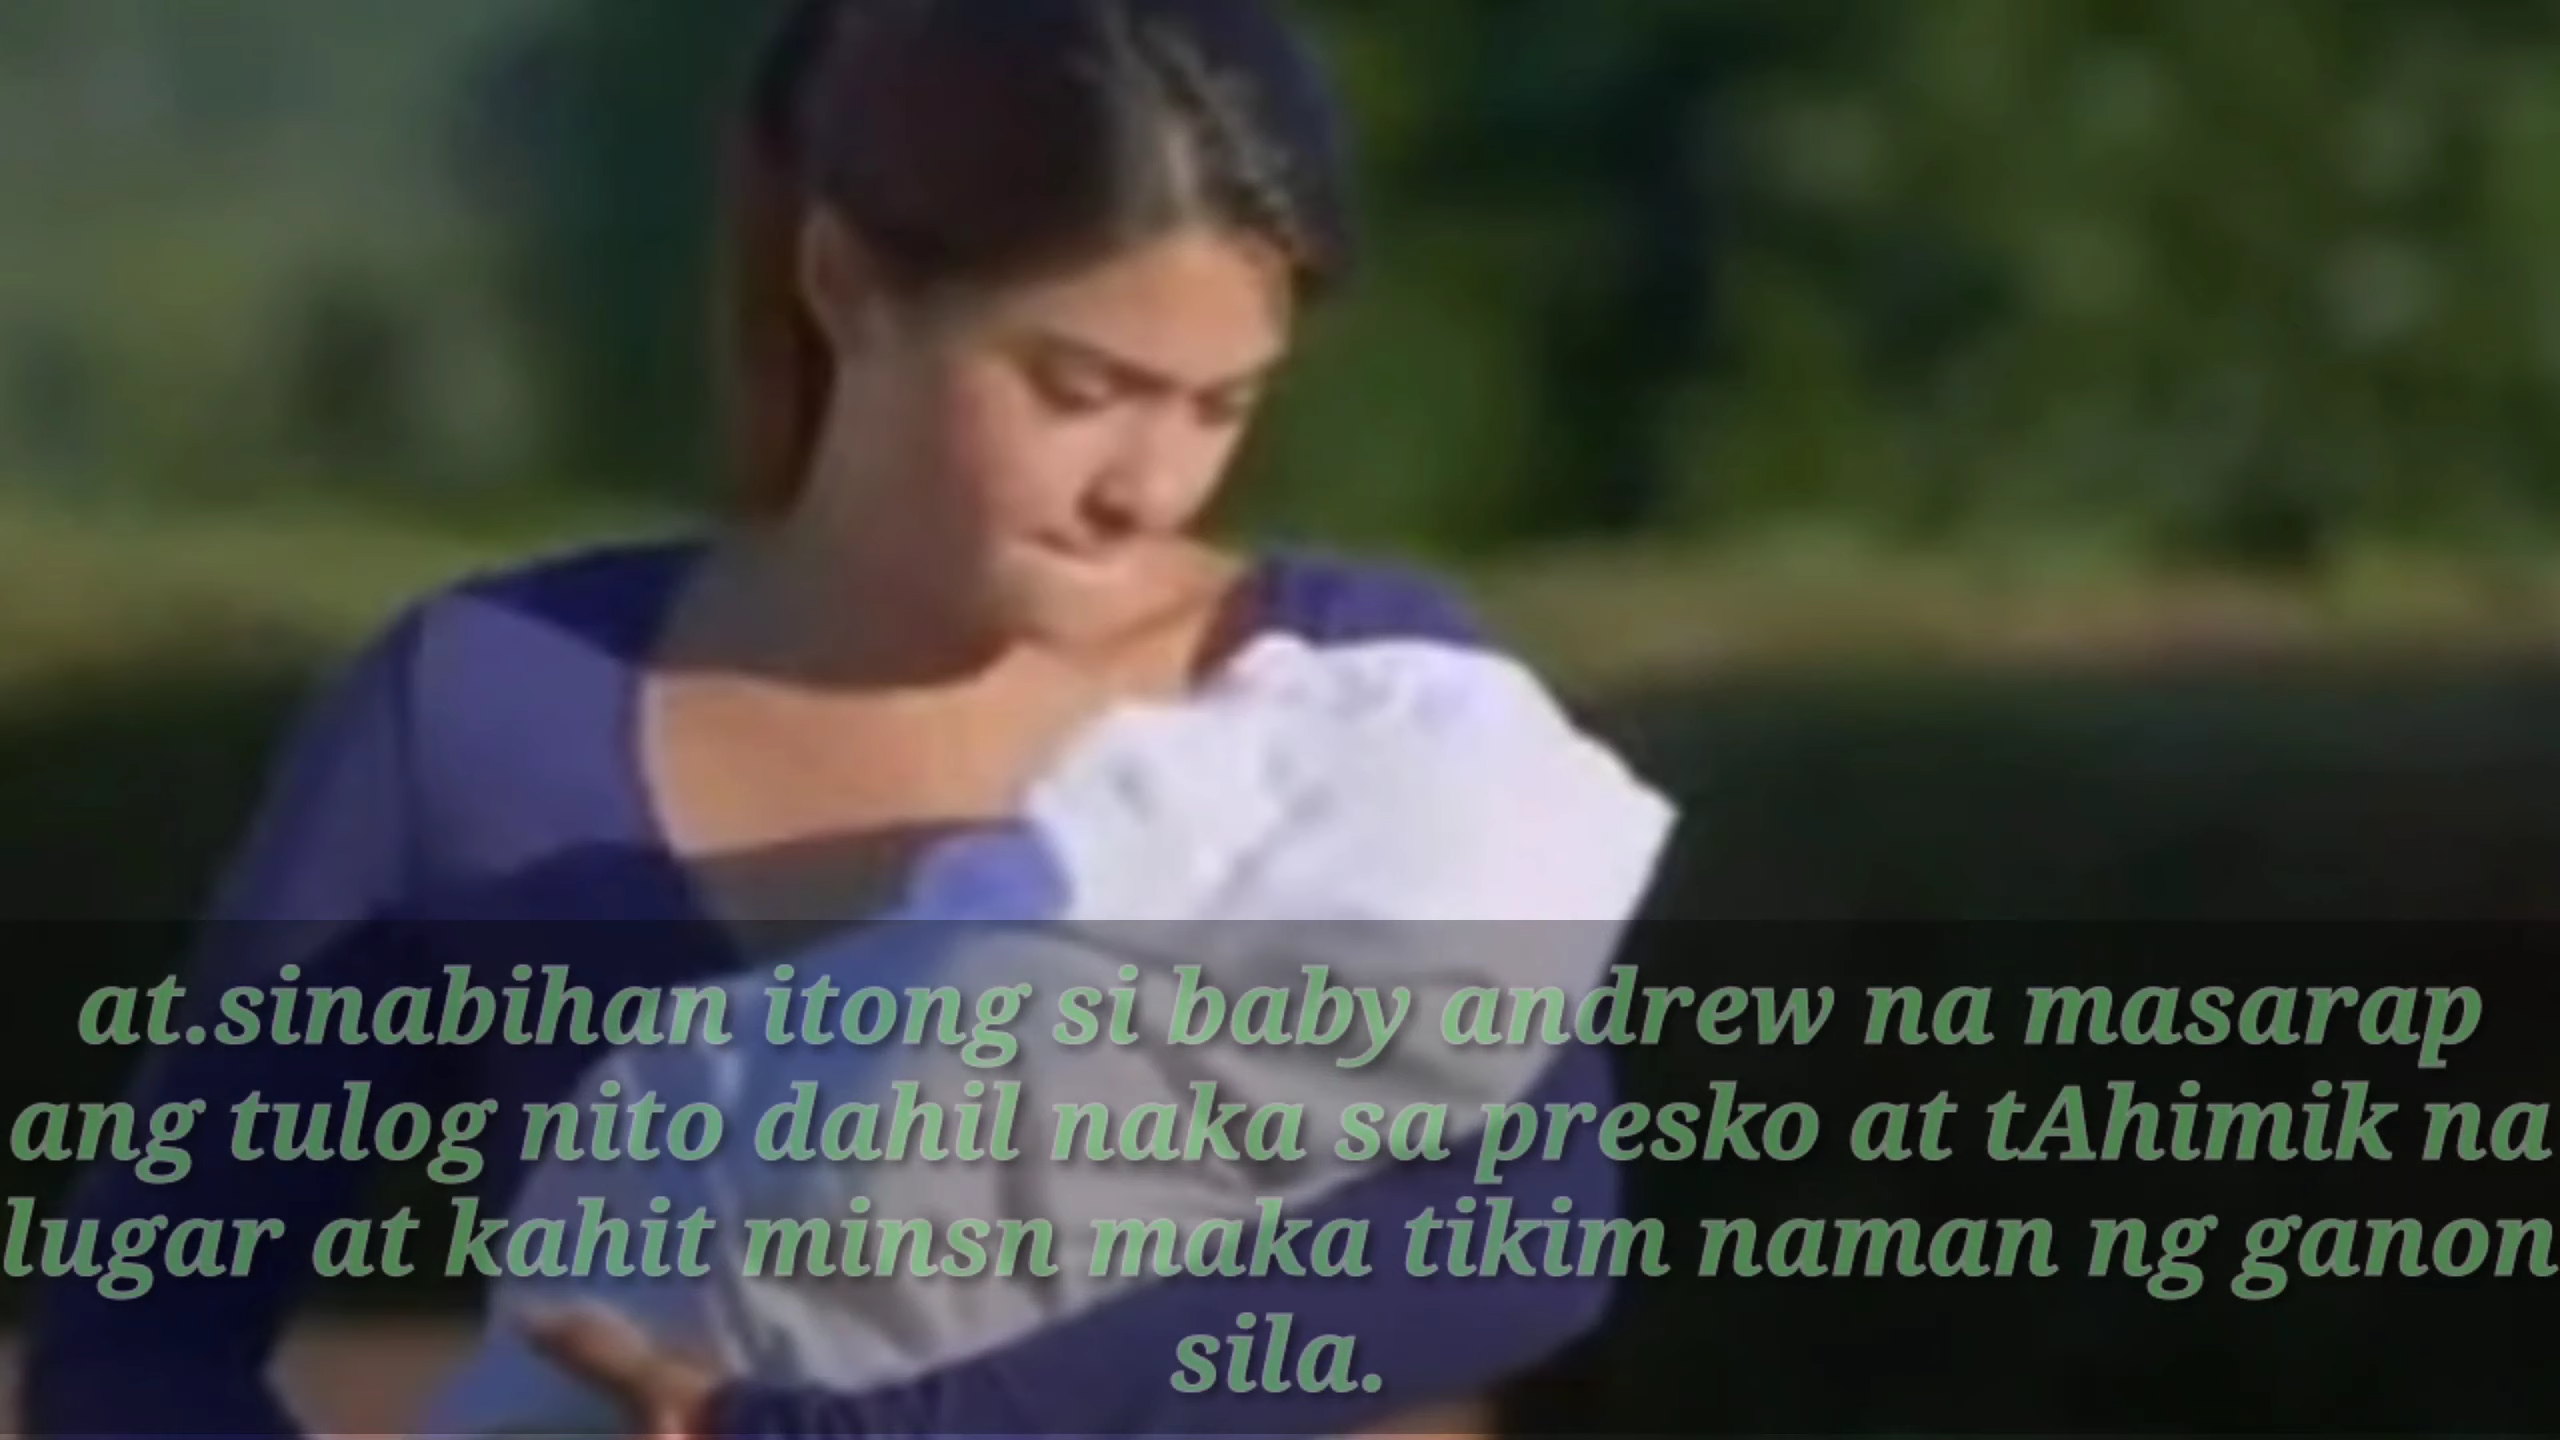 at.sinabihan itong si baby andrew na masarap
ang tulog nito dahil naka sa presko at tAhimik na
lugar at kahit minsn maka tikim naman ng ganon
sila.